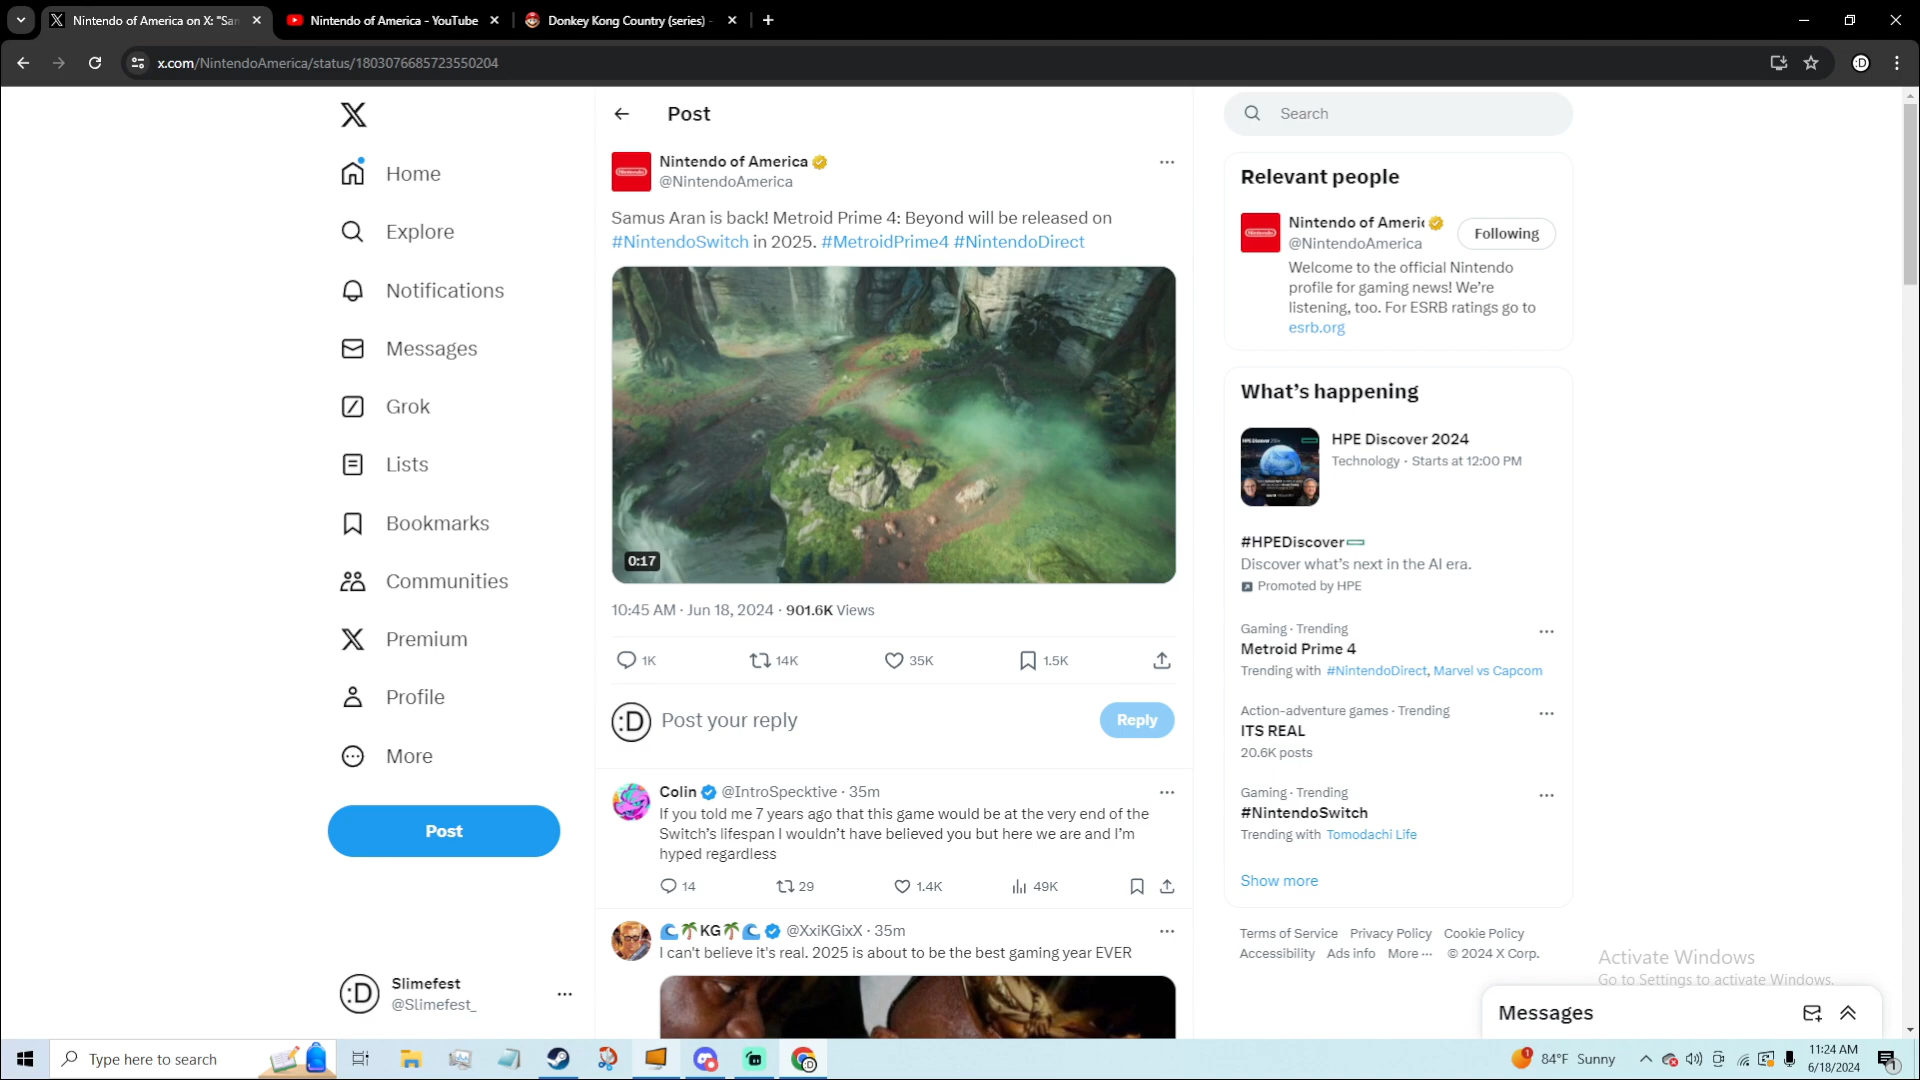 Nintendo of America on X: "Sar
Nintendo of America - YouTube
Donkey Kong Country (series) -
x.com/NintendoAmerica/status/1803076685723550204
Home
Explore
Notifications
Messages
Grok
Lists
Bookmarks
Communities
Premium
Profile
More
Post
Slimefest
@Slimefest_
Post
Nintendo of America
@NintendoAmerica
Samus Aran is back! Metroid Prime 4: Beyond will be released on
#NintendoSwitch in 2025. #MetroidPrime4 #NintendoDirect
0:17
10:45 AM · Jun 18, 2024 · 901.6K Views
1K 14K 35K 1.5K
:D Post your reply Reply
Colin @IntroSpecktive · 35m
If you told me 7 years ago that this game would be at the very end of the
Switch's lifespan I wouldn't have believed you but here we are and I'm
hyped regardless
14 29 1.4K 49K
🌊🌴KG🌴🌊 @XxiKGixX · 35m
I can't believe it's real. 2025 is about to be the best gaming year EVER
Search
Relevant people
Nintendo of Americ
@NintendoAmerica
Following
Welcome to the official Nintendo
profile for gaming news! We're
listening, too. For ESRB ratings go to
esrb.org
What's happening
HPE Discover 2024
Technology · Starts at 12:00 PM
#HPEDiscover
Discover what's next in the AI era.
Promoted by HPE
Gaming · Trending
Metroid Prime 4
Trending with #NintendoDirect, Marvel vs Capcom
Action-adventure games · Trending
ITS REAL
20.6K posts
Gaming · Trending
#NintendoSwitch
Trending with Tomodachi Life
Show more
Terms of Service Privacy Policy Cookie Policy
Accessibility Ads info More ··· © 2024 X Corp.
Activate Windows
Go to Settings to activate Windows.
Messages
Type here to search
84°F Sunny
11:24 AM
6/18/2024